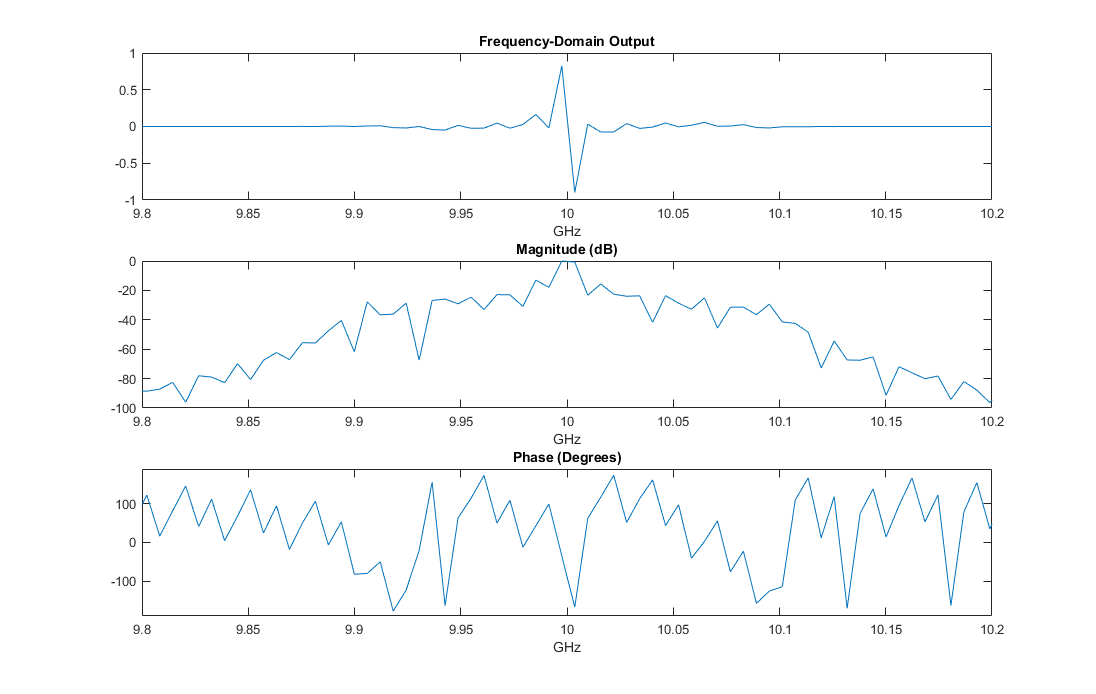 Frequency-Domain Output
1
0.5
0
-0.5
-1
9.8 9.85 9.9 9.95 10 10.05 10.1 10.15 10.2
GHz
Magnitude (dB)
0
-20
-40
-60
-80
-100
9.8 9.85 9.9 9.95 10 10.05 10.1 10.15 10.2
GHz
Phase (Degrees)
100
0
-100
9.8 9.85 9.9 9.95 10 10.05 10.1 10.15 10.2
GHz